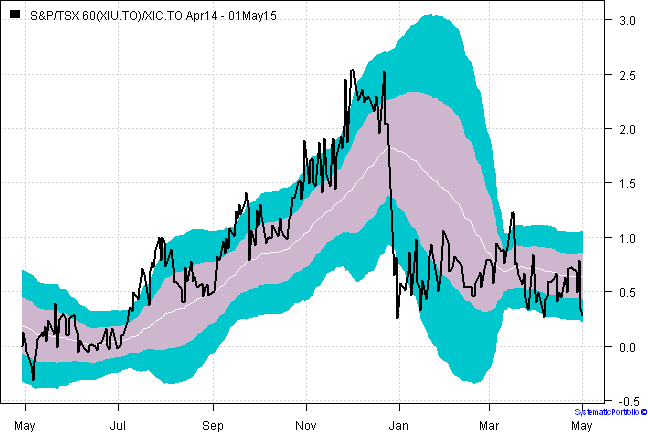 S&P/TSX 60(XIU.TO)/XIC.TO Apr14 - 01May15
3.0
2.5
2.0
1.5
1.0
0.5
0.0
-0.5
SystematicPortfolio ©
May Jul Sep Nov Jan Mar May